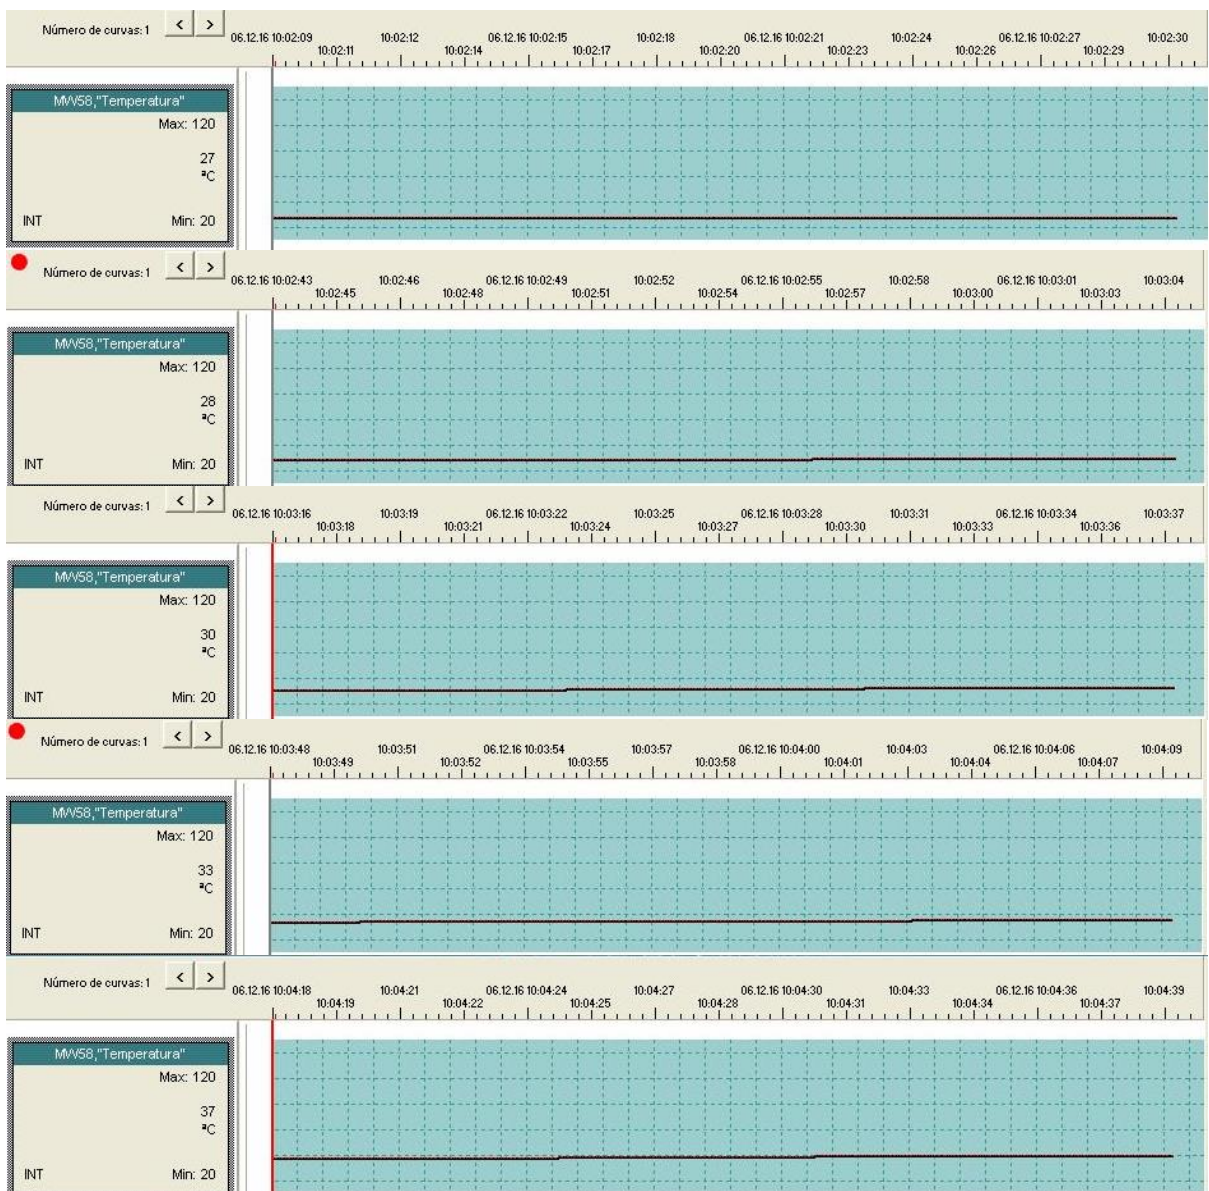 Número de curvas: 1 < >
06.12.16 10:02:09 10:02:12 06.12.16 10:02:15 10:02:18 06.12.16 10:02:21 10:02:24 06.12.16 10:02:27 10:02:30
10:02:11 10:02:14 10:02:17 10:02:20 10:02:23 10:02:26 10:02:29
MW58,"Temperatura"
Max: 120
27
ªC
INT Min: 20
Número de curvas: 1 < >
06.12.16 10:02:43 10:02:46 06.12.16 10:02:49 10:02:52 06.12.16 10:02:55 10:02:58 06.12.16 10:03:01 10:03:04
10:02:45 10:02:48 10:02:51 10:02:54 10:02:57 10:03:00 10:03:03
MW58,"Temperatura"
Max: 120
28
ªC
INT Min: 20
Número de curvas: 1 < >
06.12.16 10:03:16 10:03:19 06.12.16 10:03:22 10:03:25 06.12.16 10:03:28 10:03:31 06.12.16 10:03:34 10:03:37
10:03:18 10:03:21 10:03:24 10:03:27 10:03:30 10:03:33 10:03:36
MW58,"Temperatura"
Max: 120
30
ªC
INT Min: 20
Número de curvas: 1 < >
06.12.16 10:03:48 10:03:51 06.12.16 10:03:54 10:03:57 06.12.16 10:04:00 10:04:03 06.12.16 10:04:06 10:04:09
10:03:49 10:03:52 10:03:55 10:03:58 10:04:01 10:04:04 10:04:07
MW58,"Temperatura"
Max: 120
33
ªC
INT Min: 20
Número de curvas: 1 < >
06.12.16 10:04:18 10:04:21 06.12.16 10:04:24 10:04:27 06.12.16 10:04:30 10:04:33 06.12.16 10:04:36 10:04:39
10:04:19 10:04:22 10:04:25 10:04:28 10:04:31 10:04:34 10:04:37
MW58,"Temperatura"
Max: 120
37
ªC
INT Min: 20